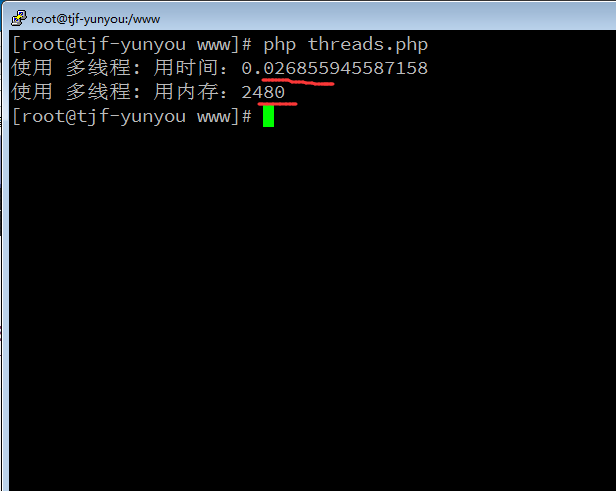 root@tjf-yunyou:/www
[root@tjf-yunyou www]# php threads.php
使用 多线程: 用时间：0.026855945587158
使用 多线程: 用内存：2480
[root@tjf-yunyou www]#